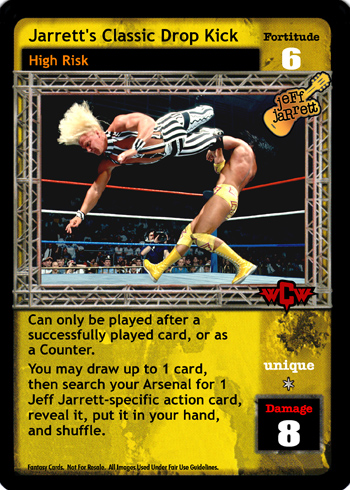 Jarrett's Classic Drop Kick
Fortitude
6
High Risk
Jeff
Jarrett
WCW
Can only be played after a
successfully played card, or as
a Counter.
You may draw up to 1 card,
then search your Arsenal for 1
Jeff Jarrett-specific action card,
reveal it, put it in your hand,
and shuffle.
unique
*
Damage
8
Fantasy Cards. Not For Resale. All Images Used Under Fair Use Guidelines.